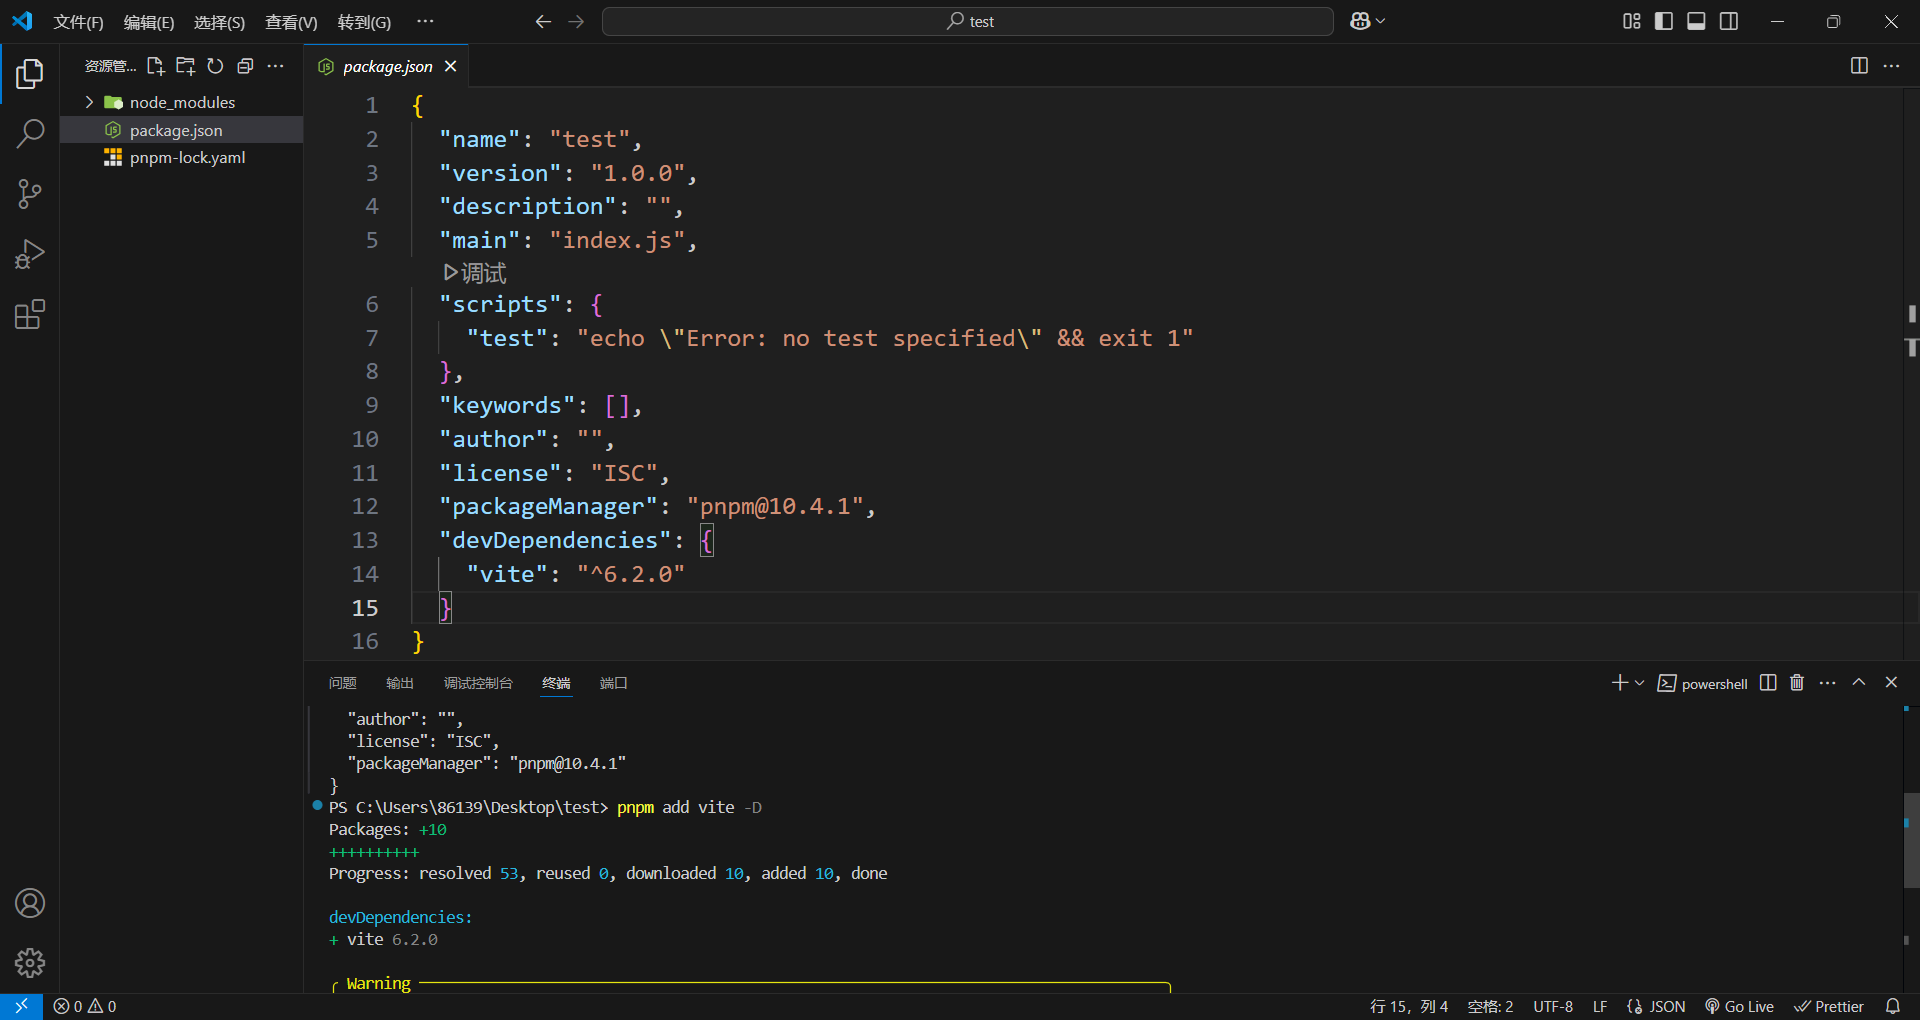 文件(F) 编辑(E) 选择(S) 查看(V) 转到(G) ··· test
资源管... ···
node_modules
package.json
pnpm-lock.yaml
package.json
1 {
2 "name": "test",
3 "version": "1.0.0",
4 "description": "",
5 "main": "index.js",
调试
6 "scripts": {
7 "test": "echo \"Error: no test specified\" && exit 1"
8 },
9 "keywords": [],
10 "author": "",
11 "license": "ISC",
12 "packageManager": "pnpm@10.4.1",
13 "devDependencies": {
14 "vite": "^6.2.0"
15 }
16 }
问题 输出 调试控制台 终端 端口 powershell
"author": "",
"license": "ISC",
"packageManager": "pnpm@10.4.1"
}
PS C:\Users\86139\Desktop\test> pnpm add vite -D
Packages: +10
++++++++++
Progress: resolved 53, reused 0, downloaded 10, added 10, done
devDependencies:
+ vite 6.2.0
Warning
0 0 行 15，列 4 空格: 2 UTF-8 LF JSON Go Live Prettier